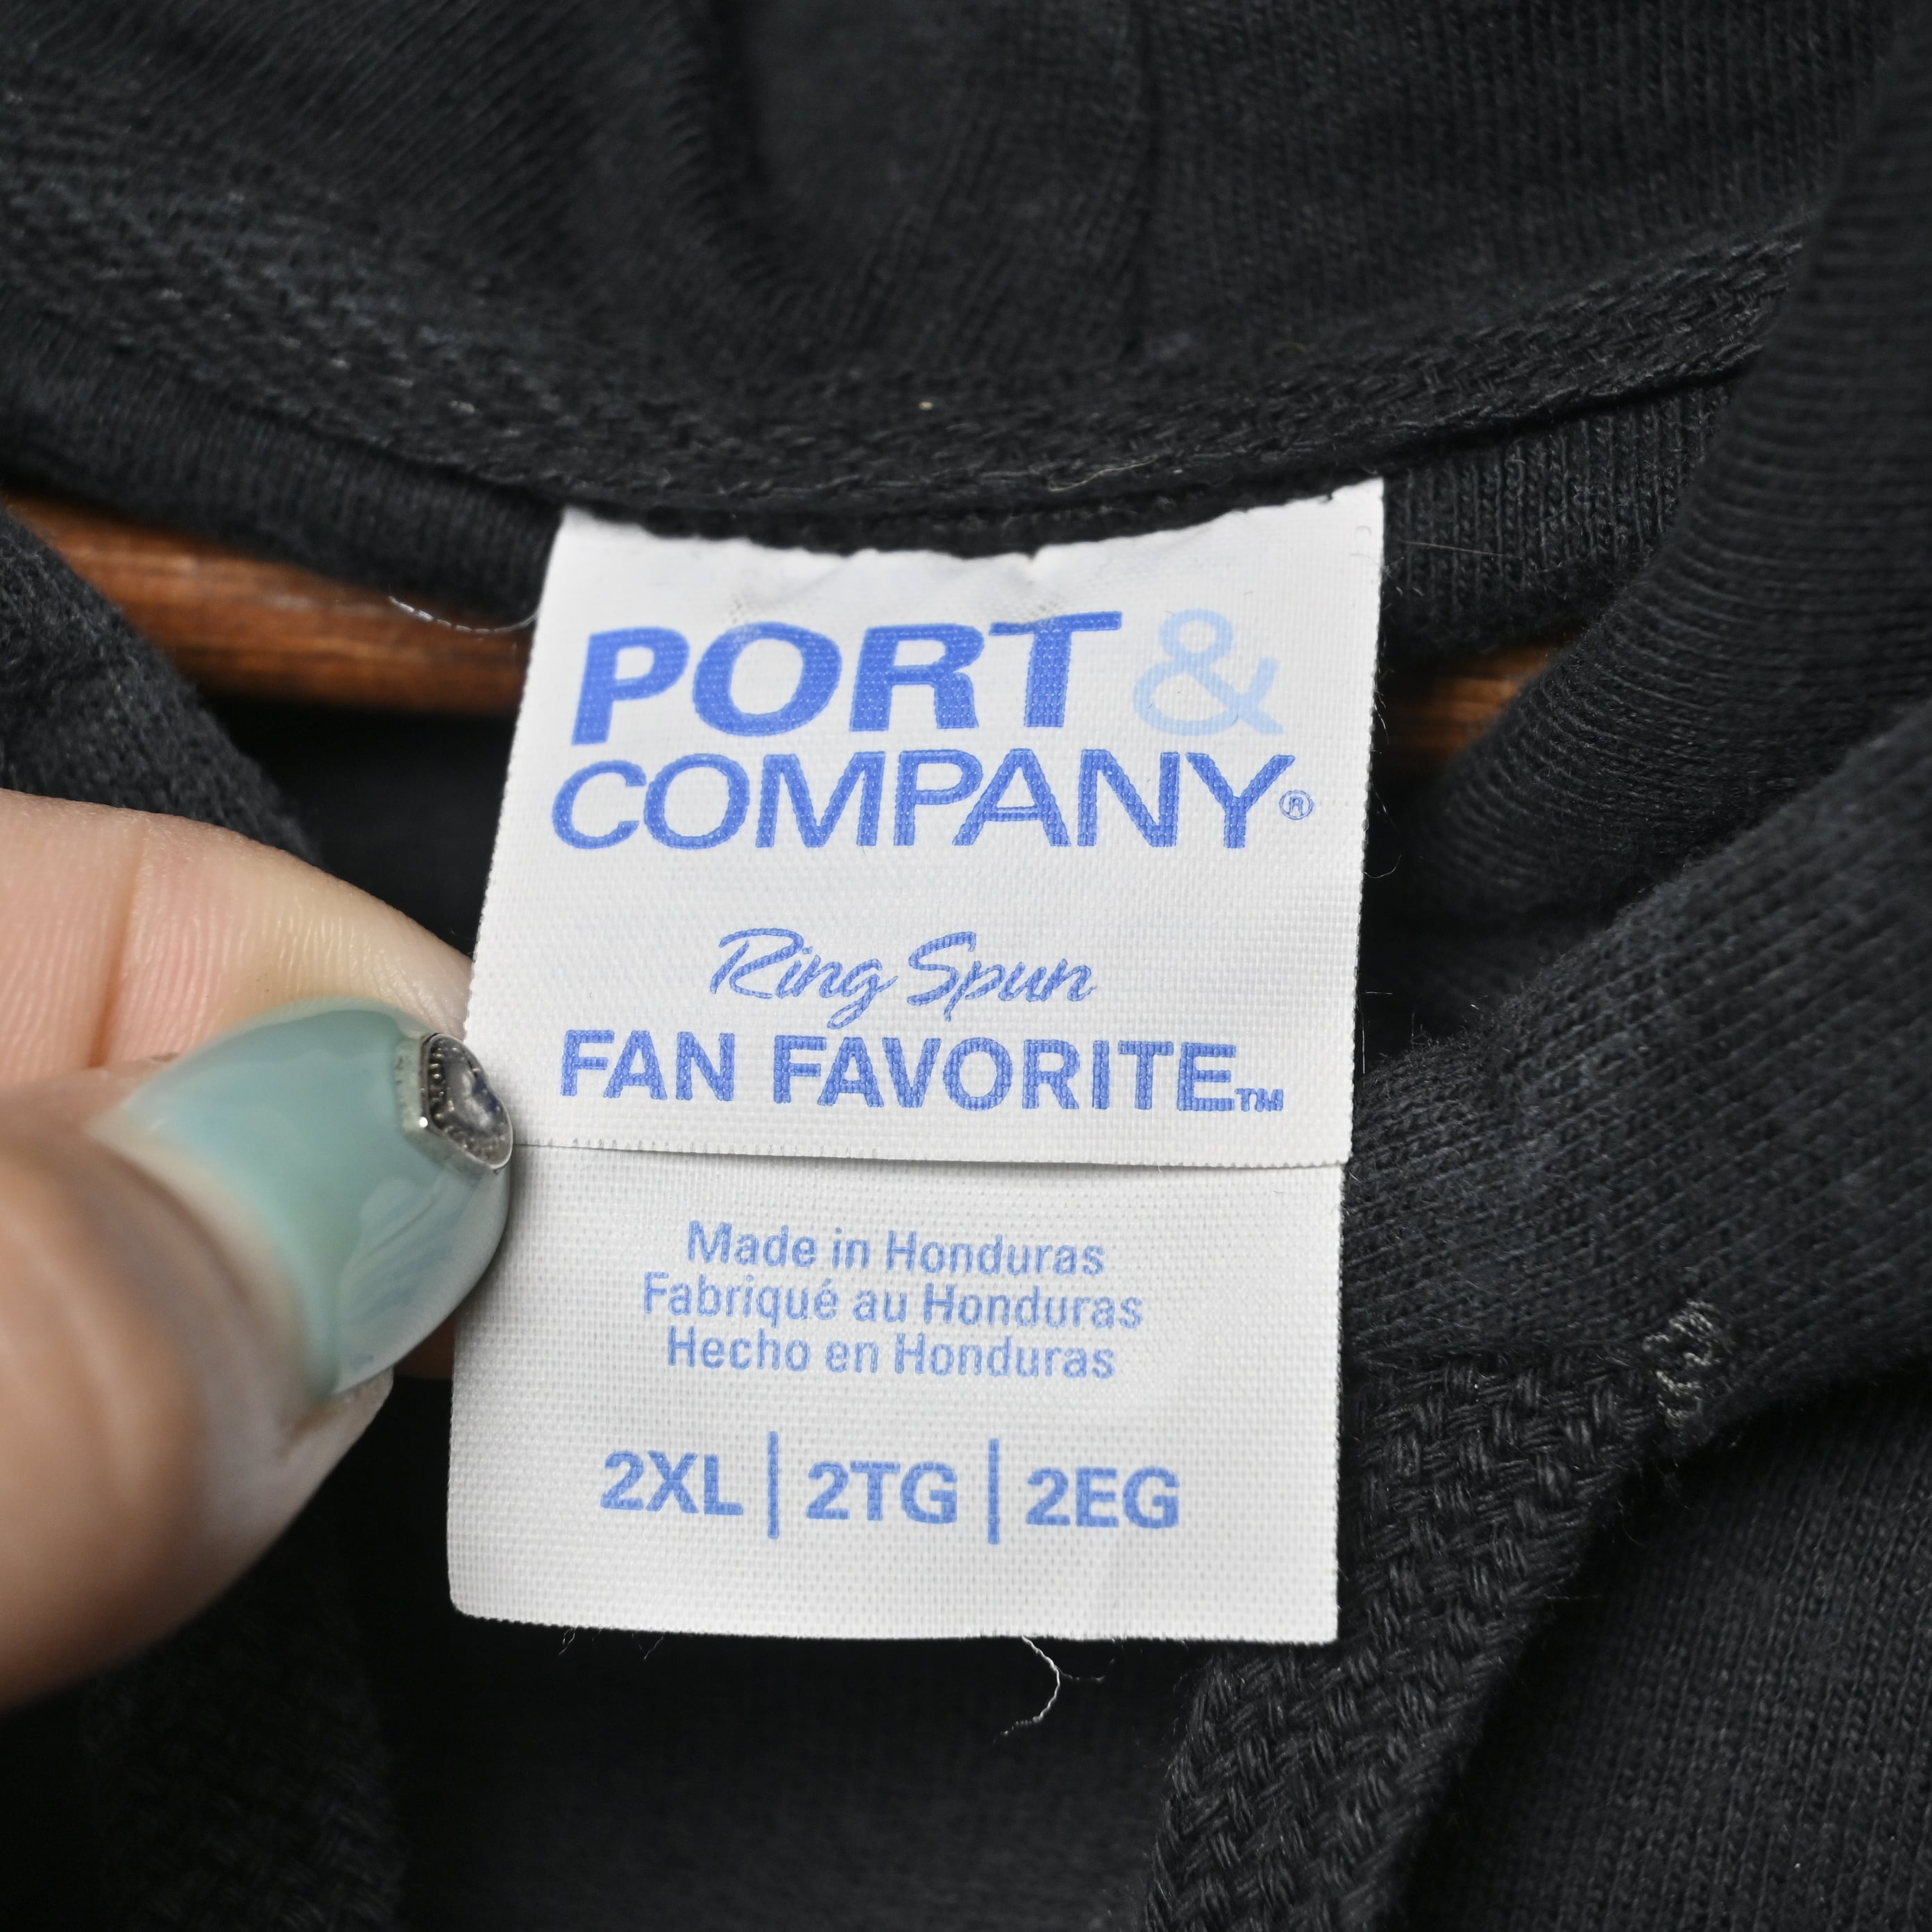 PORT &
COMPANY®
Ring Spun
FAN FAVORITE™
Made in Honduras
Fabriqué au Honduras
Hecho en Honduras
2XL | 2TG | 2EG